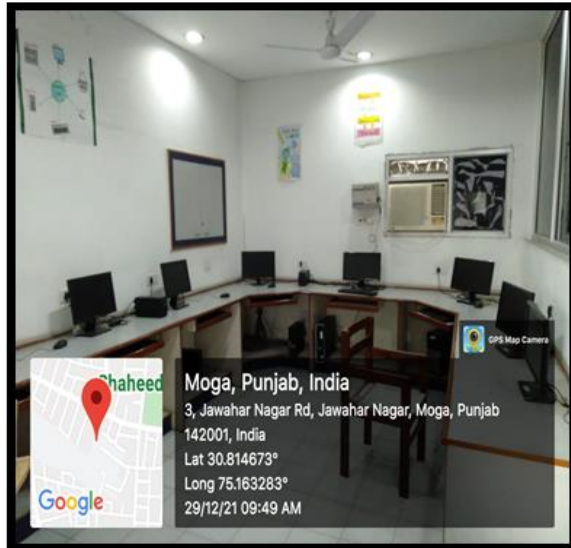 GPS Map Camera
Shaheed
Google
Moga, Punjab, India
3, Jawahar Nagar Rd, Jawahar Nagar, Moga, Punjab
142001, India
Lat 30.814673°
Long 75.163283°
29/12/21 09:49 AM